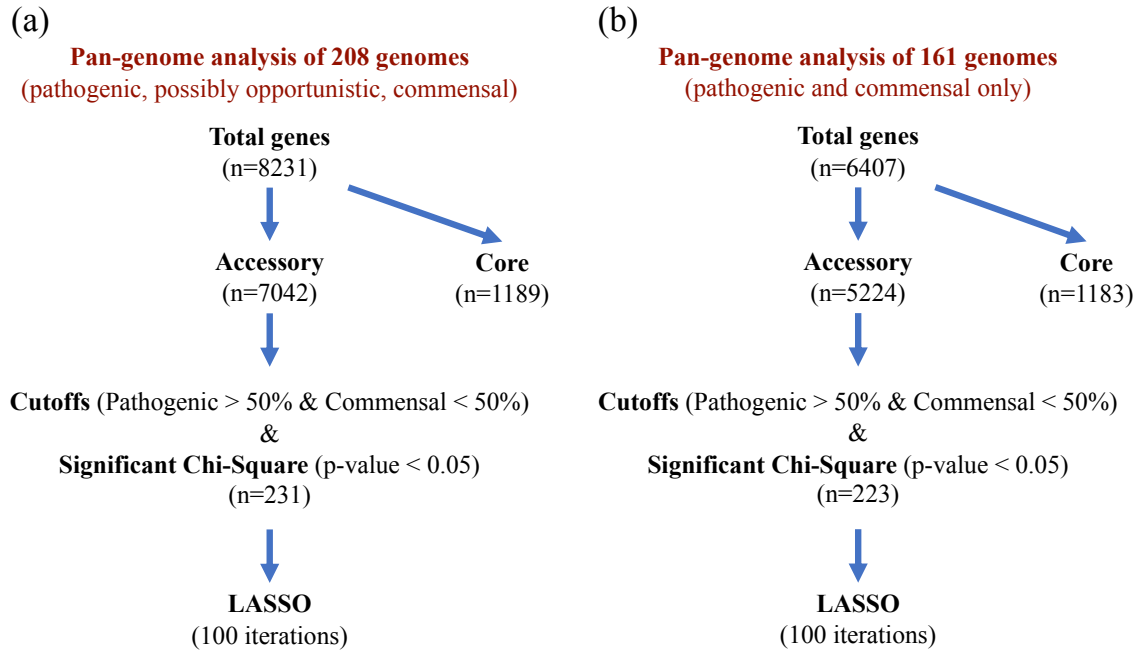 (a)
Pan-genome analysis of 208 genomes
(pathogenic, possibly opportunistic, commensal)
Total genes
(n=8231)
Accessory
(n=7042)
Core
(n=1189)
Cutoffs (Pathogenic > 50% & Commensal < 50%)
&
Significant Chi-Square (p-value < 0.05)
(n=231)
LASSO
(100 iterations)
(b)
Pan-genome analysis of 161 genomes
(pathogenic and commensal only)
Total genes
(n=6407)
Accessory
(n=5224)
Core
(n=1183)
Cutoffs (Pathogenic > 50% & Commensal < 50%)
&
Significant Chi-Square (p-value < 0.05)
(n=223)
LASSO
(100 iterations)